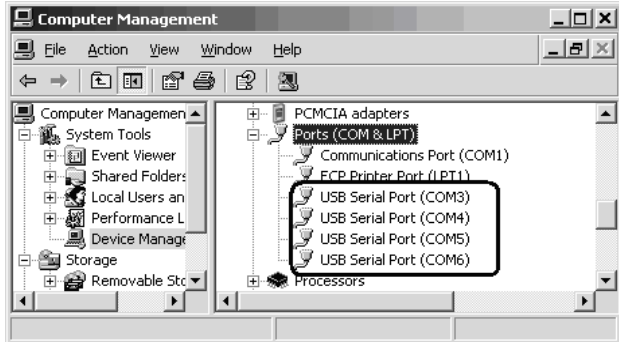 Computer Management
File Action View Window Help
Computer Managemen
System Tools
Event Viewer
Shared Folders
Local Users an
Performance L
Device Manage
Storage
Removable Sto
PCMCIA adapters
Ports (COM & LPT)
Communications Port (COM1)
ECP Printer Port (LPT1)
USB Serial Port (COM3)
USB Serial Port (COM4)
USB Serial Port (COM5)
USB Serial Port (COM6)
Processors